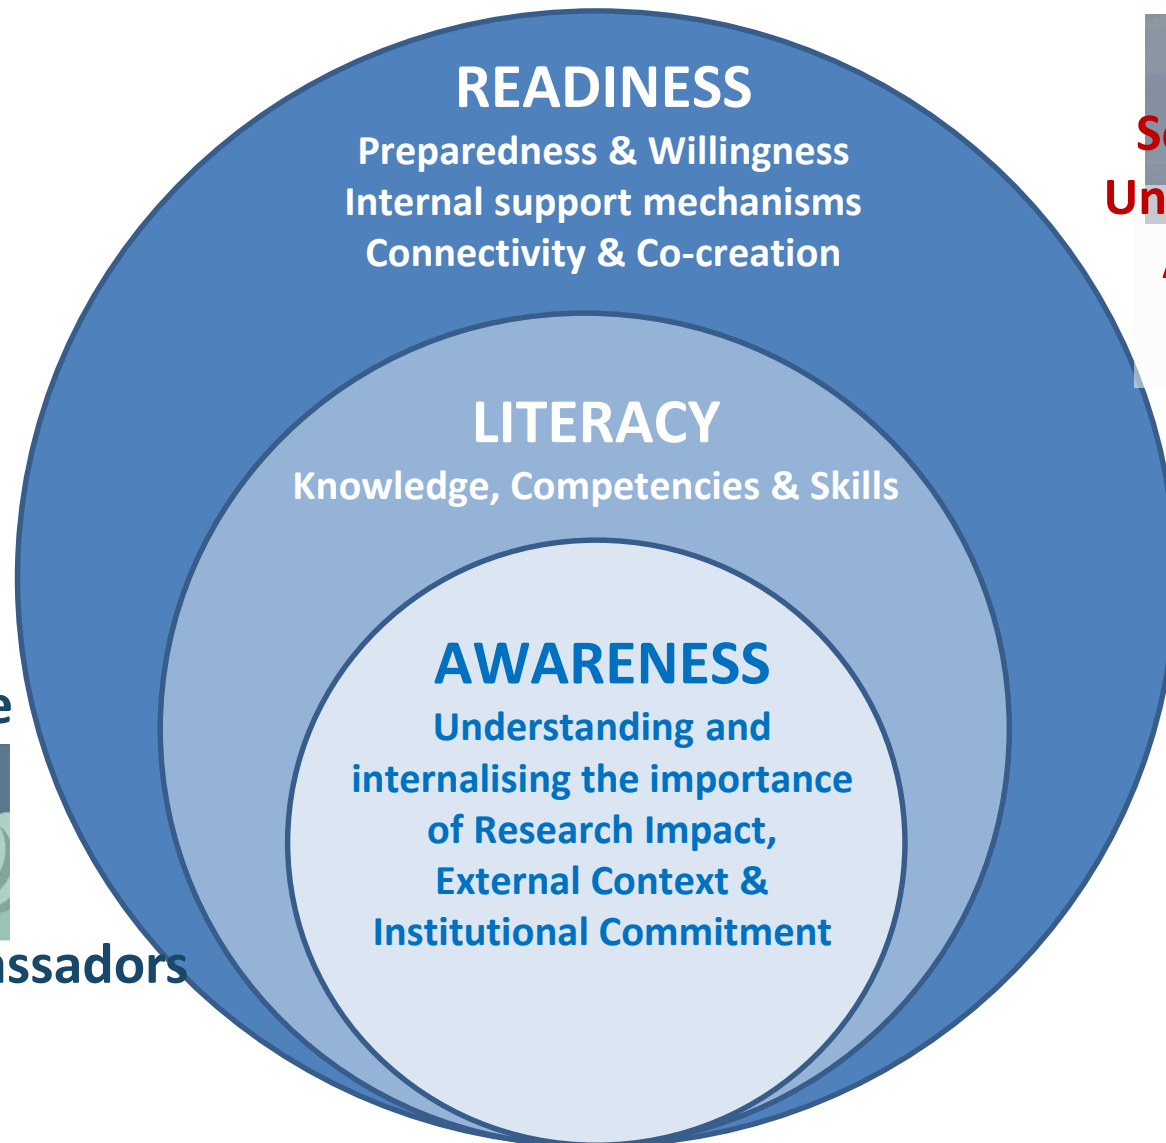 READINESS
Preparedness & Willingness
Internal support mechanisms
Connectivity & Co-creation
LITERACY
Knowledge, Competencies & Skills
AWARENESS
Understanding and
internalising the importance
of Research Impact,
External Context &
Institutional Commitment